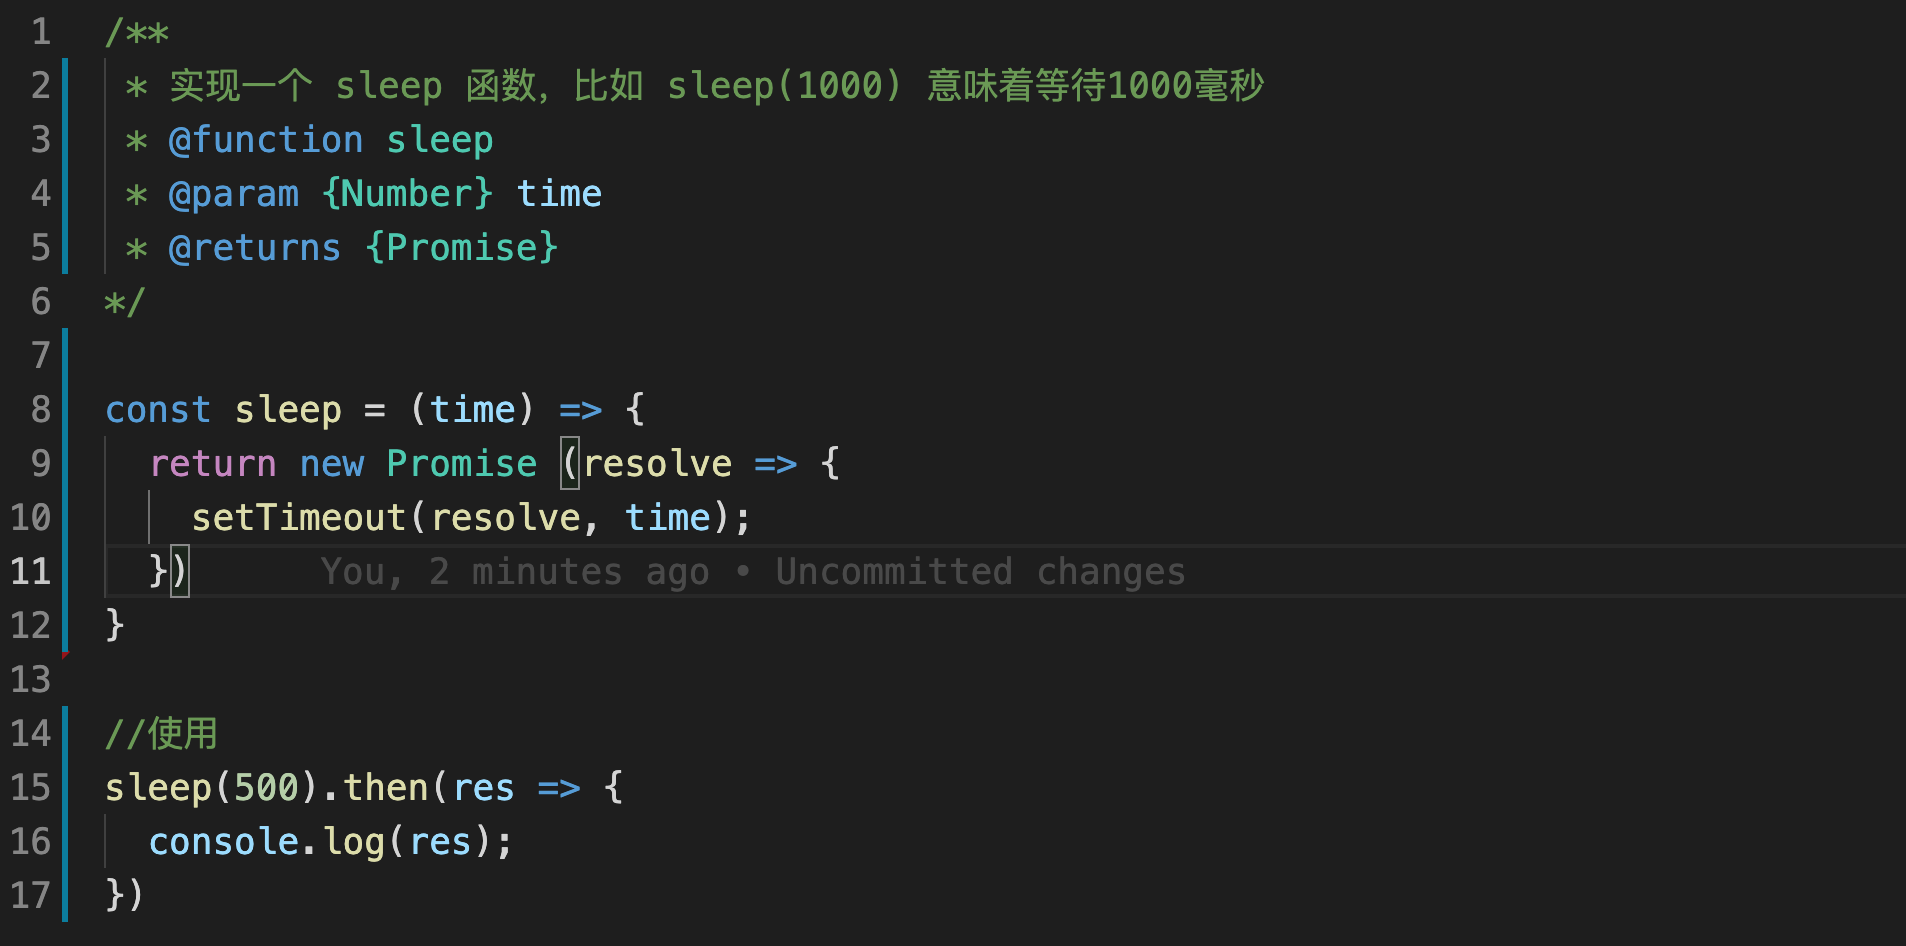 1 /**
2  * 实现一个 sleep 函数，比如 sleep(1000) 意味着等待1000毫秒
3  * @function sleep
4  * @param {Number} time
5  * @returns {Promise}
6 */
7
8 const sleep = (time) => {
9   return new Promise (resolve => {
10     setTimeout(resolve, time);
11   })      You, 2 minutes ago • Uncommitted changes
12 }
13
14 //使用
15 sleep(500).then(res => {
16   console.log(res);
17 })